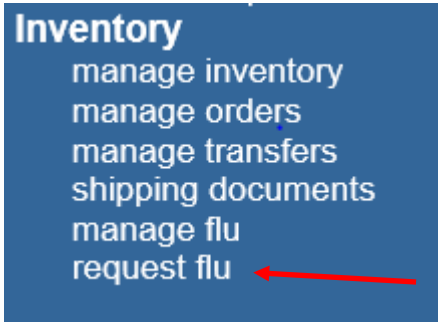 Inventory
manage inventory
manage orders
manage transfers
shipping documents
manage flu
request flu